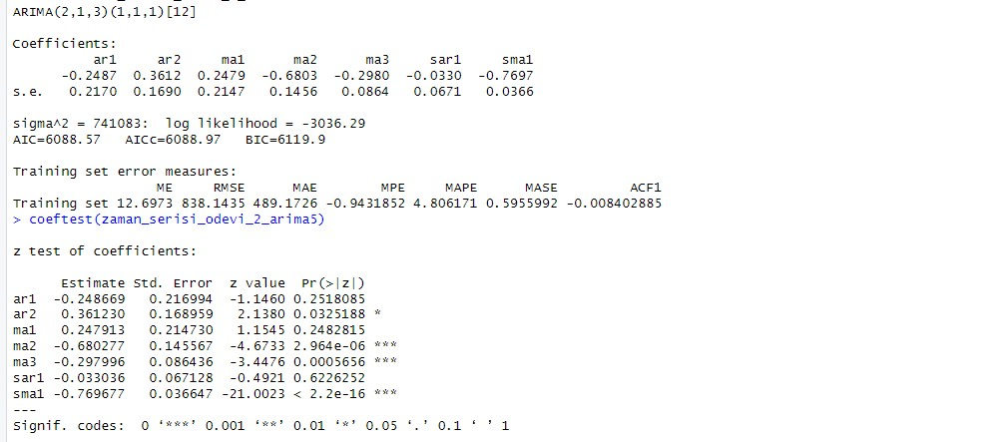 ARIMA(2,1,3)(1,1,1)[12]
Coefficients:
ar1 ar2 ma1 ma2 ma3 sar1 sma1
-0.2487 0.3612 0.2479 -0.6803 -0.2980 -0.0330 -0.7697
s.e. 0.2170 0.1690 0.2147 0.1456 0.0864 0.0671 0.0366
sigma^2 = 741083: log likelihood = -3036.29
AIC=6088.57 AICc=6088.97 BIC=6119.9
Training set error measures:
ME RMSE MAE MPE MAPE MASE ACF1
Training set 12.6973 838.1435 489.1726 -0.9431852 4.806171 0.5955992 -0.008402885
> coeftest(zaman_serisi_odevi_2_arima5)
z test of coefficients:
Estimate Std. Error z value Pr(>|z|)
ar1 -0.248669 0.216994 -1.1460 0.2518085
ar2 0.361230 0.168959 2.1380 0.0325188 *
ma1 0.247913 0.214730 1.1545 0.2482815
ma2 -0.680277 0.145567 -4.6733 2.964e-06 ***
ma3 -0.297996 0.086436 -3.4476 0.0005656 ***
sar1 -0.033036 0.067128 -0.4921 0.6226252
sma1 -0.769677 0.036647 -21.0023 < 2.2e-16 ***
---
Signif. codes: 0 ‘***’ 0.001 ‘**’ 0.01 ‘*’ 0.05 ‘.’ 0.1 ‘ ’ 1